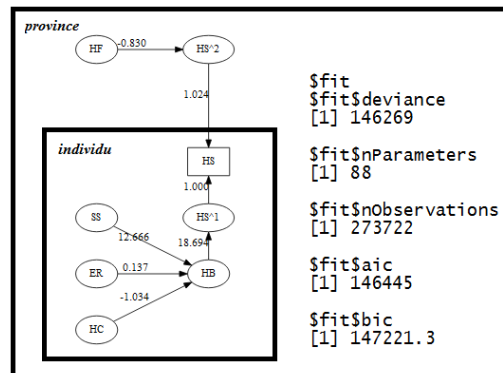 province
HF
-0.830
HS^2
1.024
individu
HS
1.000
SS
HS^1
12.666
18.694
ER
0.137
HB
-1.034
HC
$fit
$fit$deviance
[1] 146269
$fit$nParameters
[1] 88
$fit$nObservations
[1] 273722
$fit$aic
[1] 146445
$fit$bic
[1] 147221.3